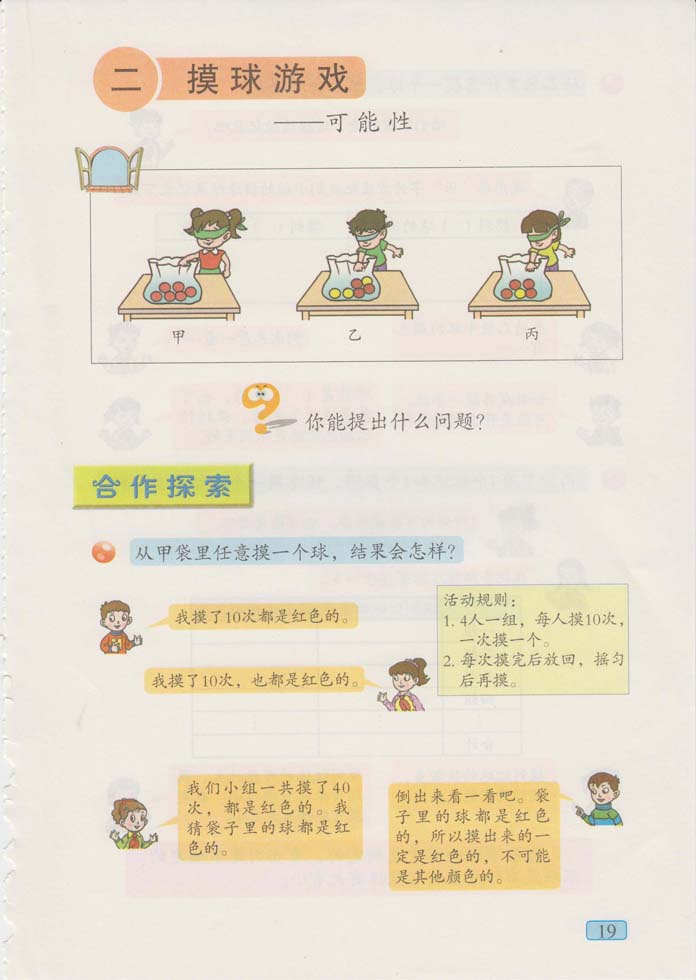 二 摸球游戏
——可能性
甲 乙 丙
你能提出什么问题?
合作探索
从甲袋里任意摸一个球，结果会怎样?
我摸了10次都是红色的。
我摸了10次，也都是红色的。
活动规则：
1. 4人一组，每人摸10次，
一次摸一个。
2. 每次摸完后放回，摇匀
后再摸。
我们小组一共摸了40
次，都是红色的。我
猜袋子里的球都是红
色的。
倒出来看一看吧。袋
子里的球都是红色
的，所以摸出来的一
定是红色的，不可能
是其他颜色的。
19